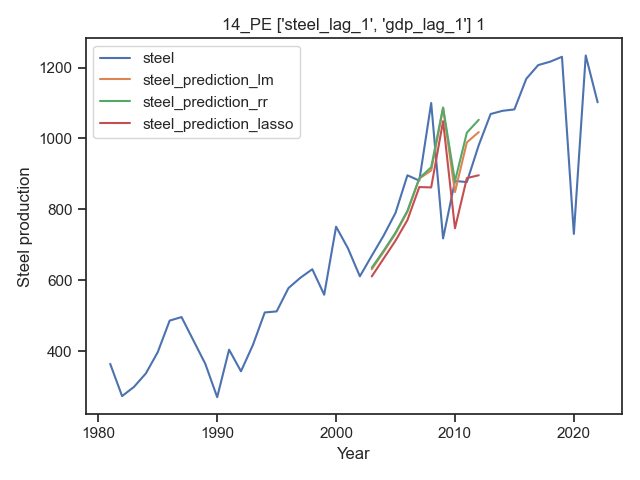 14_PE ['steel_lag_1', 'gdp_lag_1'] 1
steel
steel_prediction_lm
steel_prediction_rr
steel_prediction_lasso
1200
1000
800
600
400
Steel production
1980
1990
2000
2010
2020
Year